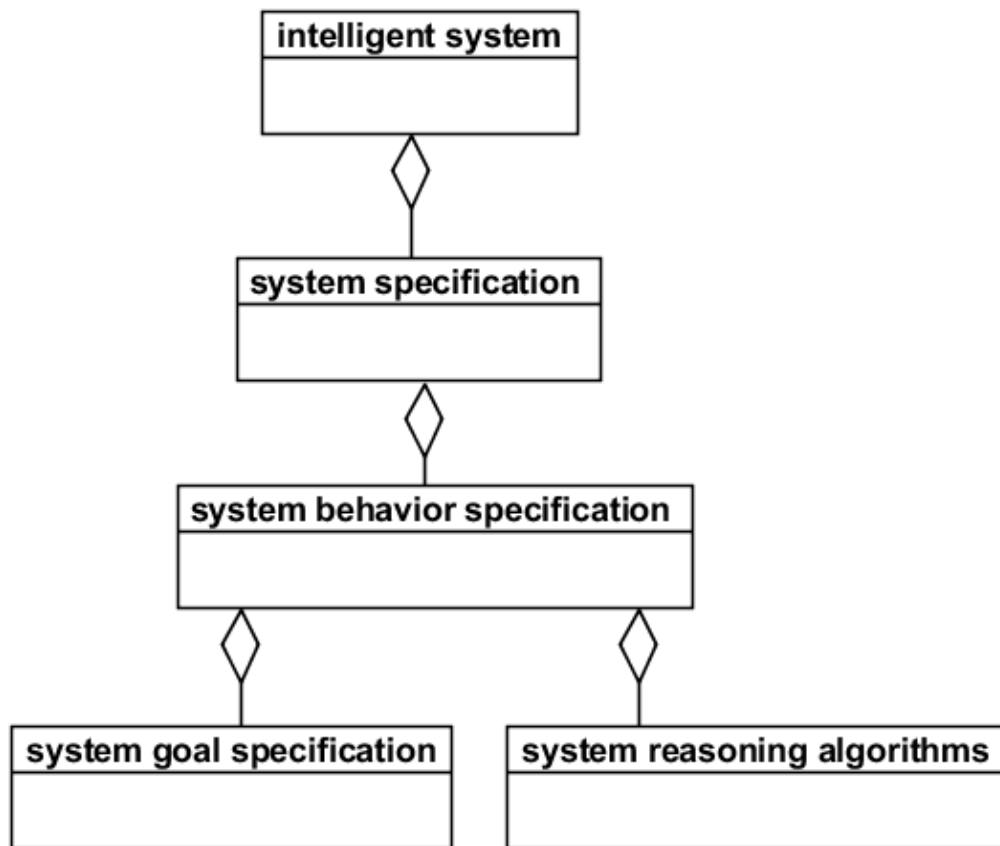 intelligent system
system specification
system behavior specification
system goal specification
system reasoning algorithms